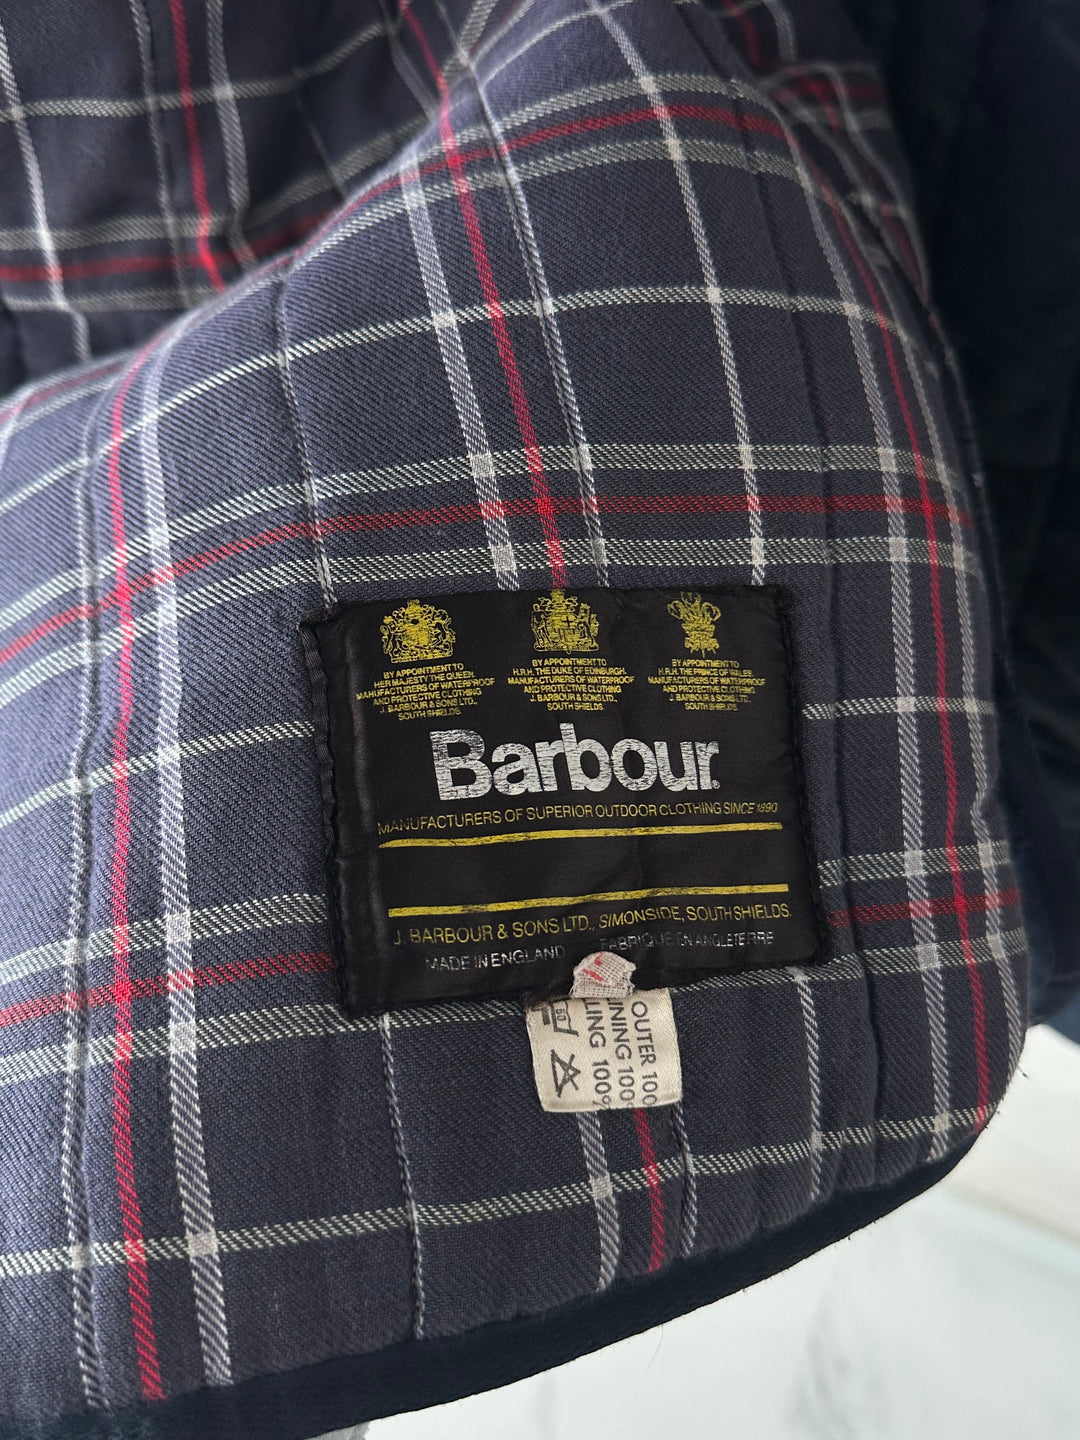 BY APPOINTMENT TO
HER MAJESTY THE QUEEN
MANUFACTURERS OF WATERPROOF
AND PROTECTIVE CLOTHING
J. BARBOUR & SONS LTD.,
SOUTH SHIELDS
BY APPOINTMENT TO
H.R.H. THE DUKE OF EDINBURGH.
MANUFACTURERS OF WATERPROOF
AND PROTECTIVE CLOTHING
J. BARBOUR & SONS LTD.,
SOUTH SHIELDS
BY APPOINTMENT TO
H.R.H. THE PRINCE OF WALES
MANUFACTURERS OF WATERPROOF
AND PROTECTIVE CLOTHING
J. BARBOUR & SONS LTD.,
SOUTH SHIELDS
Barbour
MANUFACTURERS OF SUPERIOR OUTDOOR CLOTHING SINCE 1890
J. BARBOUR & SONS LTD., SIMONSIDE, SOUTH SHIELDS.
MADE IN ENGLAND FABRIQUE EN ANGLETERRE
OUTER 100
INING 100%
LLING 100%
50